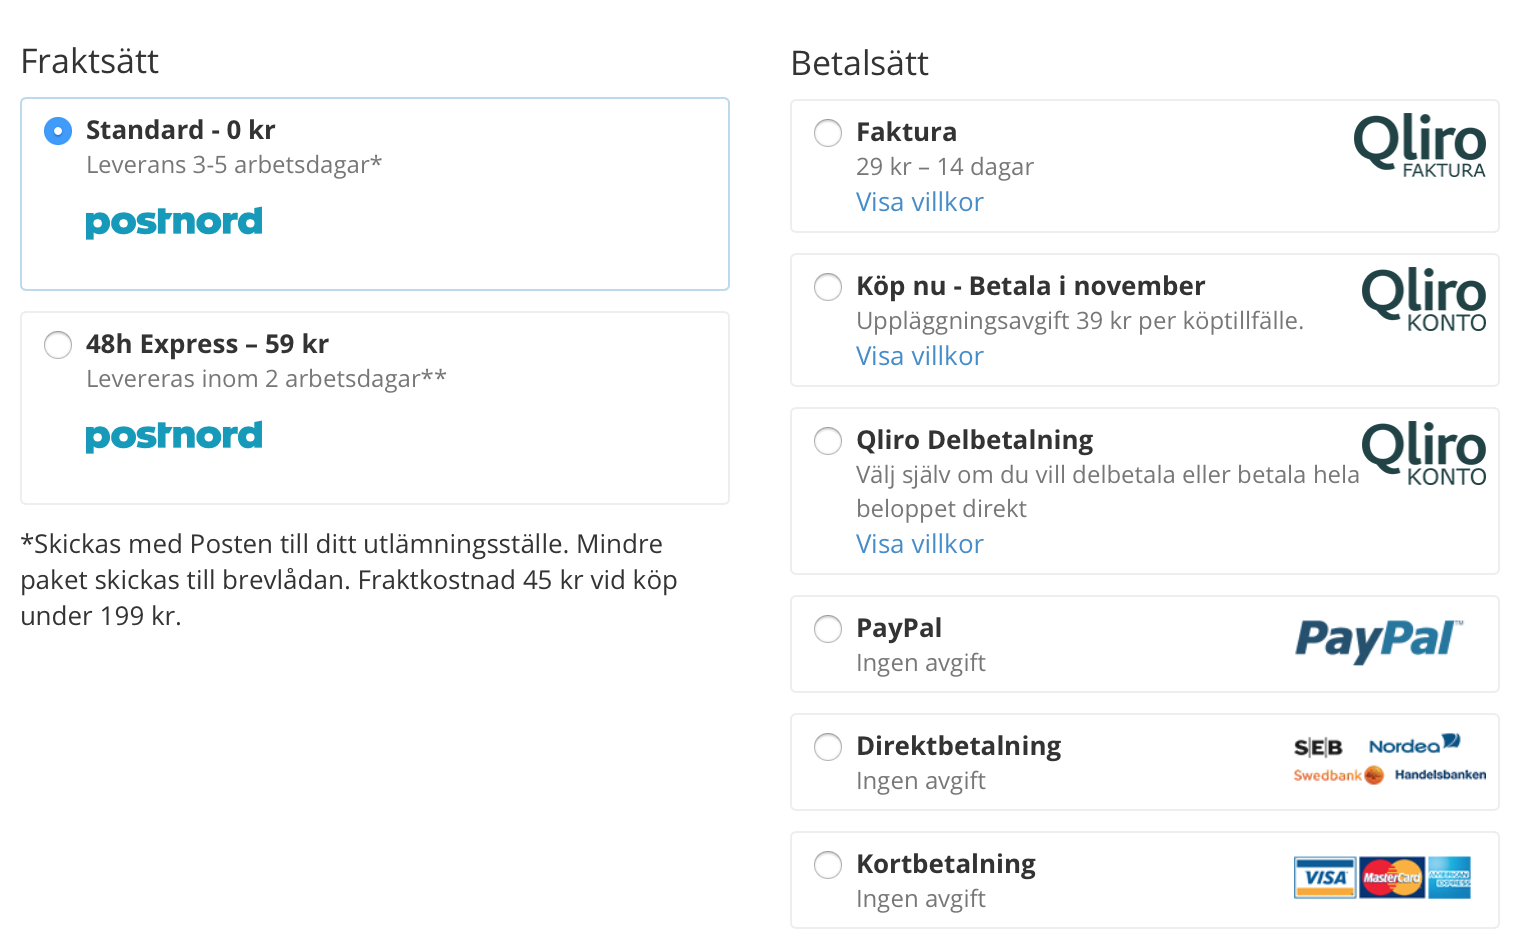 Fraktsätt
Standard - 0 kr
Leverans 3-5 arbetsdagar*
postnord
48h Express – 59 kr
Levereras inom 2 arbetsdagar**
postnord
*Skickas med Posten till ditt utlämningsställe. Mindre
paket skickas till brevlådan. Fraktkostnad 45 kr vid köp
under 199 kr.
Betalsätt
Faktura
29 kr – 14 dagar
Visa villkor
Qliro
FAKTURA
Köp nu - Betala i november
Uppläggningsavgift 39 kr per köptillfälle.
Visa villkor
Qliro
KONTO
Qliro Delbetalning
Välj själv om du vill delbetala eller betala hela
beloppet direkt
Visa villkor
Qliro
KONTO
PayPal
Ingen avgift
PayPal™
Direktbetalning
Ingen avgift
SEB Nordea
Swedbank Handelsbanken
Kortbetalning
Ingen avgift
VISA MasterCard AMERICAN EXPRESS